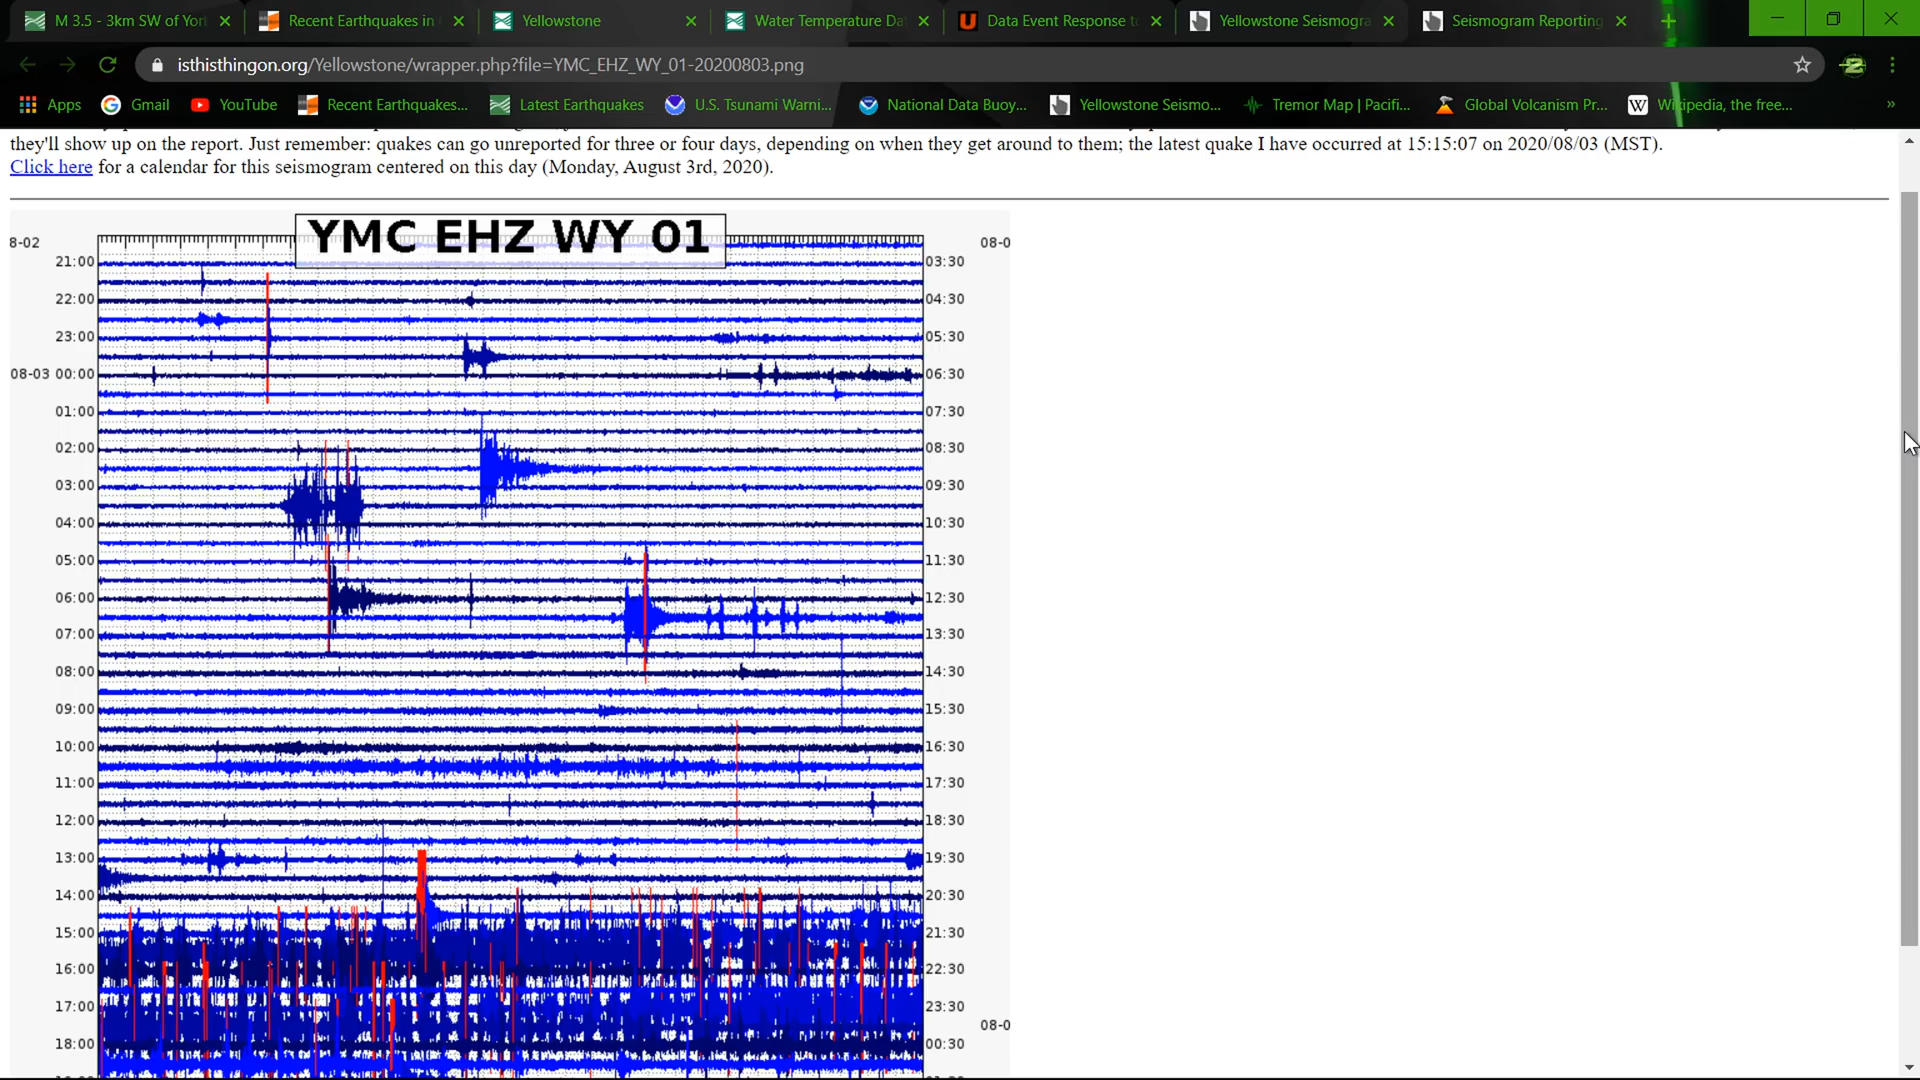 M 3.5 - 3km SW of Yor
Recent Earthquakes in
Yellowstone
Water Temperature Da
Data Event Response to
Yellowstone Seismogra
Seismogram Reporting
isthisthingon.org/Yellowstone/wrapper.php?file=YMC_EHZ_WY_01-20200803.png
Apps
Gmail
YouTube
Recent Earthquakes...
Latest Earthquakes
U.S. Tsunami Warni...
National Data Buoy...
Yellowstone Seismo...
Tremor Map | Pacifi...
Global Volcanism Pr...
Wikipedia, the free...
they'll show up on the report. Just remember: quakes can go unreported for three or four days, depending on when they get around to them; the latest quake I have occurred at 15:15:07 on 2020/08/03 (MST).
Click here for a calendar for this seismogram centered on this day (Monday, August 3rd, 2020).
YMC EHZ WY 01
8-02
08-0
21:00
03:30
22:00
04:30
23:00
05:30
08-03 00:00
06:30
01:00
07:30
02:00
08:30
03:00
09:30
04:00
10:30
05:00
11:30
06:00
12:30
07:00
13:30
08:00
14:30
09:00
15:30
10:00
16:30
11:00
17:30
12:00
18:30
13:00
19:30
14:00
20:30
15:00
21:30
16:00
22:30
17:00
23:30
08-0
18:00
00:30